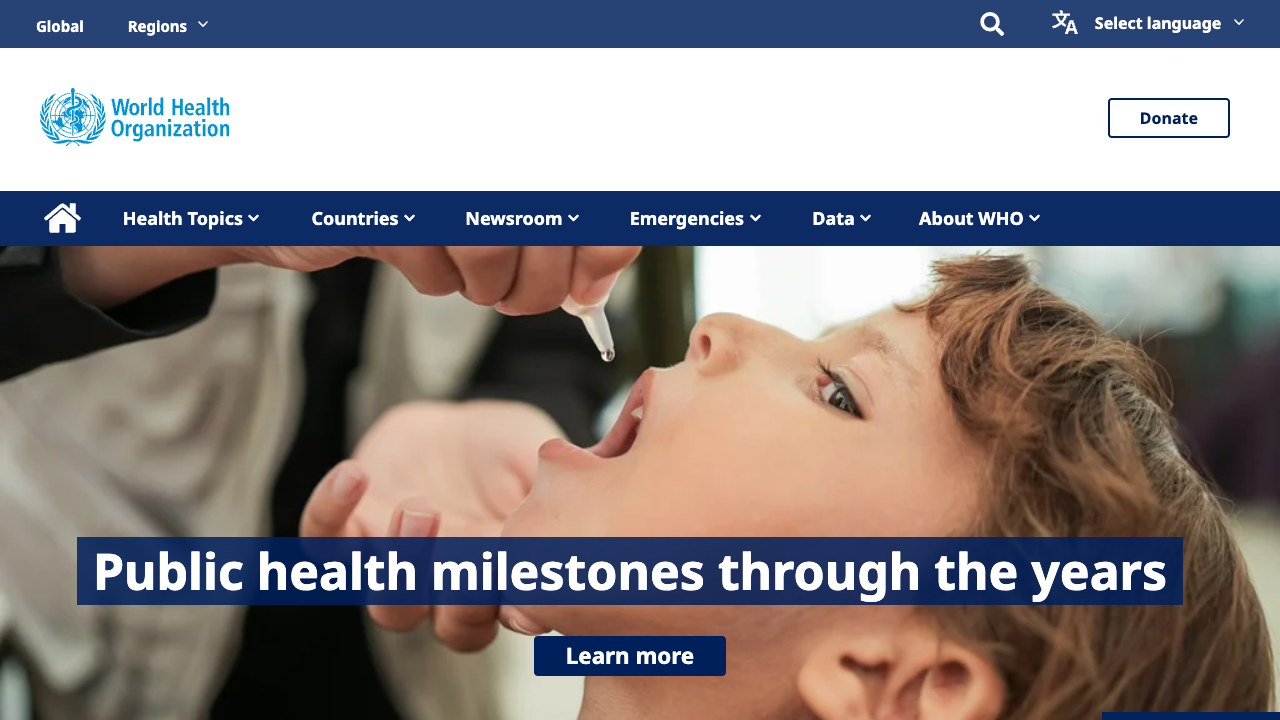 Global
Regions
Select language
World Health
Organization
Donate
Health Topics
Countries
Newsroom
Emergencies
Data
About WHO
Public health milestones through the years
Learn more